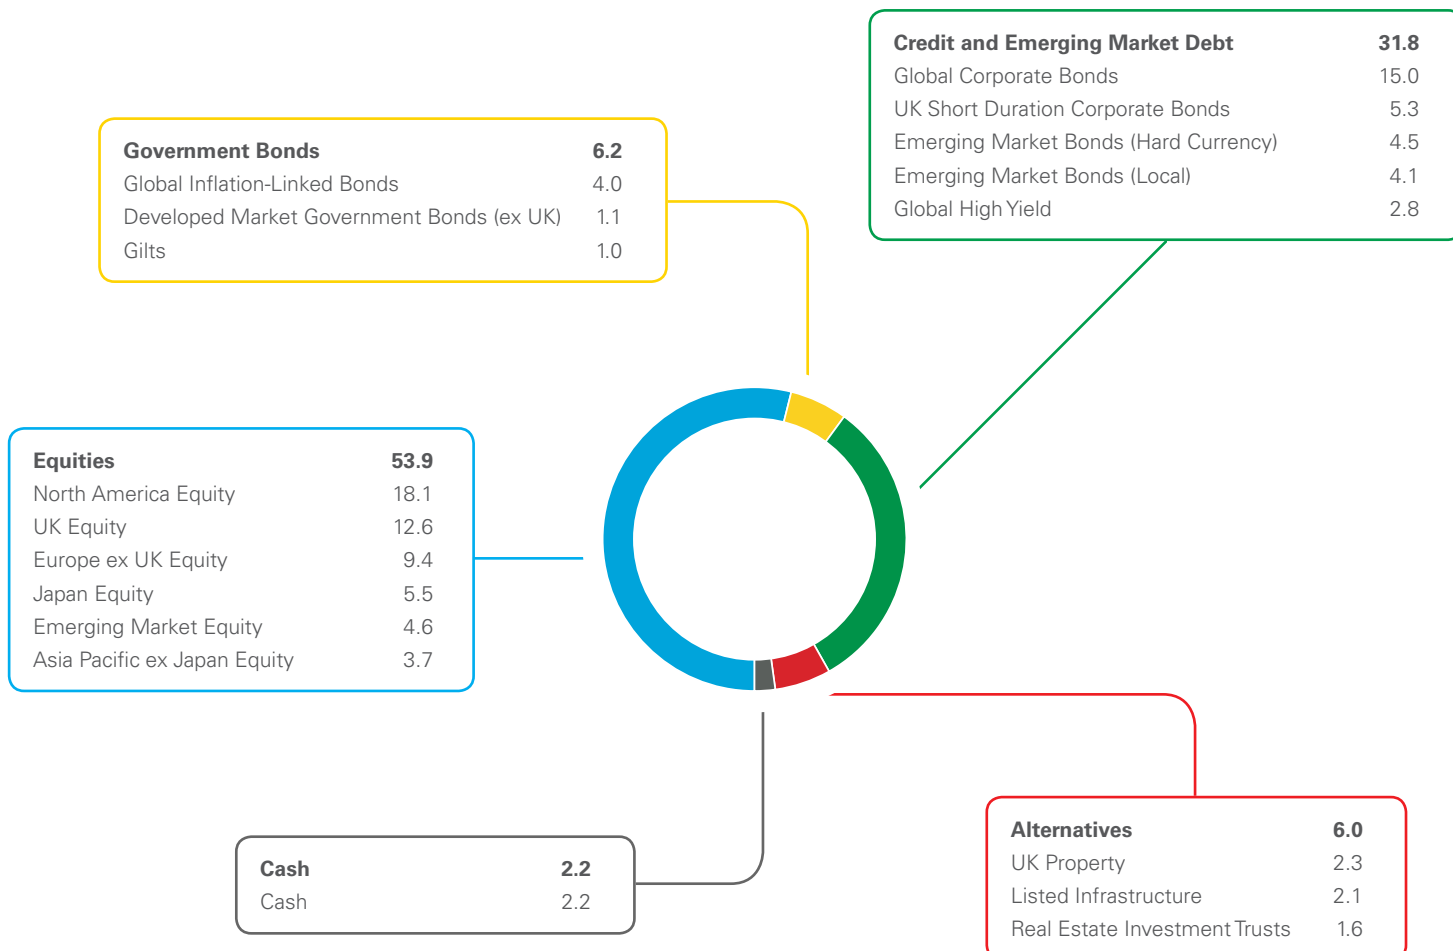 Credit and Emerging Market Debt 31.8
Global Corporate Bonds 15.0
UK Short Duration Corporate Bonds 5.3
Emerging Market Bonds (Hard Currency) 4.5
Emerging Market Bonds (Local) 4.1
Global High Yield 2.8
Government Bonds 6.2
Global Inflation-Linked Bonds 4.0
Developed Market Government Bonds (ex UK) 1.1
Gilts 1.0
Equities 53.9
North America Equity 18.1
UK Equity 12.6
Europe ex UK Equity 9.4
Japan Equity 5.5
Emerging Market Equity 4.6
Asia Pacific ex Japan Equity 3.7
Cash 2.2
Cash 2.2
Alternatives 6.0
UK Property 2.3
Listed Infrastructure 2.1
Real Estate Investment Trusts 1.6